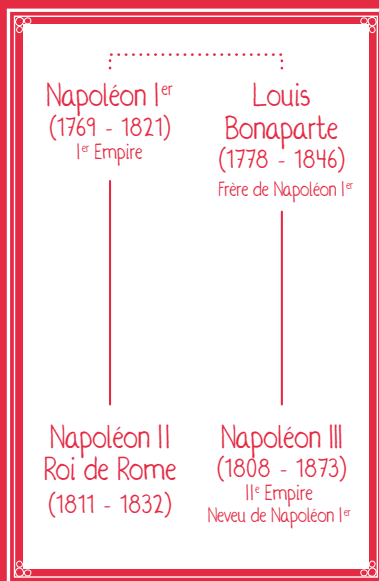 Napoléon Ier
(1769 - 1821)
Ier Empire
Louis
Bonaparte
(1778 - 1846)
Frère de Napoléon Ier
Napoléon II
Roi de Rome
(1811 - 1832)
Napoléon III
(1808 - 1873)
IIe Empire
Neveu de Napoléon Ier